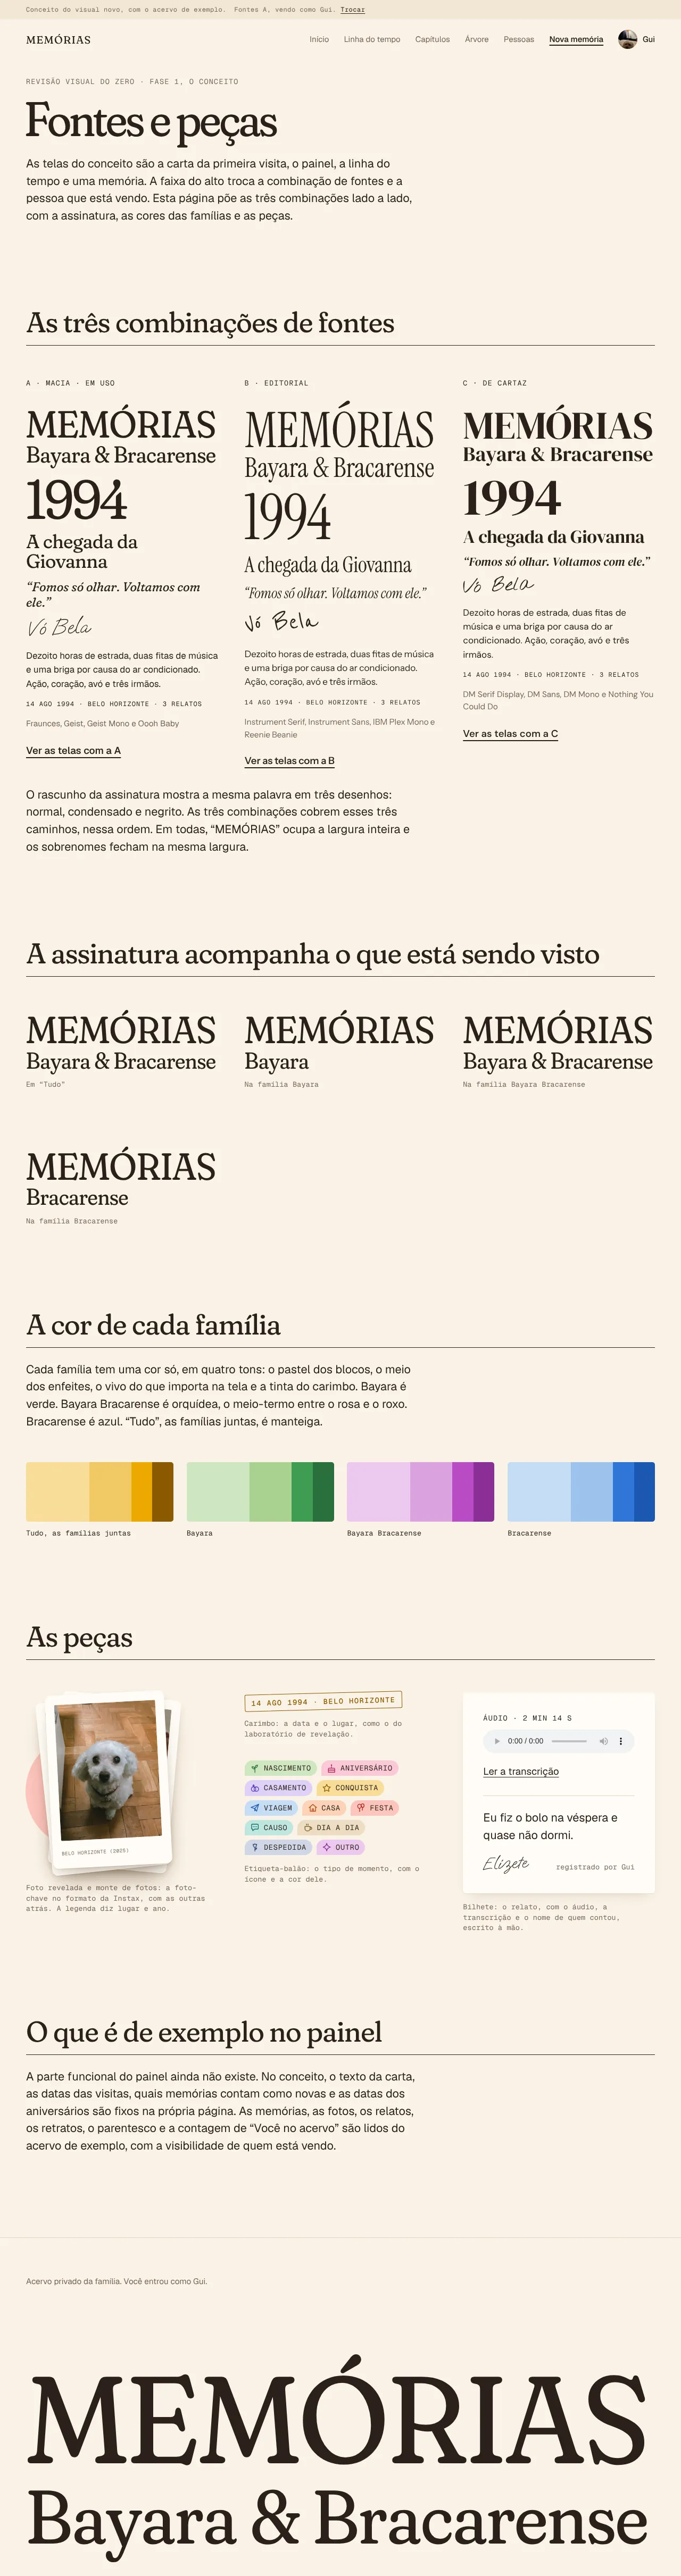 Conceito do visual novo, com o acervo de exemplo. Fontes A, vendo como Gui. Trocar
MEMÓRIAS
Início Linha do tempo Capítulos Árvore Pessoas Nova memória Gui
REVISÃO VISUAL DO ZERO · FASE 1, O CONCEITO
Fontes e peças
As telas do conceito são a carta da primeira visita, o painel, a linha do
tempo e uma memória. A faixa do alto troca a combinação de fontes e a
pessoa que está vendo. Esta página põe as três combinações lado a lado,
com a assinatura, as cores das famílias e as peças.
As três combinações de fontes
A · MACIA · EM USO
MEMÓRIAS
Bayara & Bracarense
1994
A chegada da
Giovanna
“Fomos só olhar. Voltamos com
ele.”
Vó Bela
Dezoito horas de estrada, duas fitas de música
e uma briga por causa do ar condicionado.
Ação, coração, avó e três irmãos.
14 AGO 1994 · BELO HORIZONTE · 3 RELATOS
Fraunces, Geist, Geist Mono e Oooh Baby
Ver as telas com a A
B · EDITORIAL
MEMÓRIAS
Bayara & Bracarense
1994
A chegada da Giovanna
“Fomos só olhar. Voltamos com ele.”
Vó Bela
Dezoito horas de estrada, duas fitas de música
e uma briga por causa do ar condicionado.
Ação, coração, avó e três irmãos.
14 AGO 1994 · BELO HORIZONTE · 3 RELATOS
Instrument Serif, Instrument Sans, IBM Plex Mono e
Reenie Beanie
Ver as telas com a B
C · DE CARTAZ
MEMÓRIAS
Bayara & Bracarense
1994
A chegada da Giovanna
“Fomos só olhar. Voltamos com ele.”
Vó Bela
Dezoito horas de estrada, duas fitas de
música e uma briga por causa do ar
condicionado. Ação, coração, avó e três
irmãos.
14 AGO 1994 · BELO HORIZONTE · 3 RELATOS
DM Serif Display, DM Sans, DM Mono e Nothing You
Could Do
Ver as telas com a C
O rascunho da assinatura mostra a mesma palavra em três desenhos:
normal, condensado e negrito. As três combinações cobrem esses três
caminhos, nessa ordem. Em todas, “MEMÓRIAS” ocupa a largura inteira e
os sobrenomes fecham na mesma largura.
A assinatura acompanha o que está sendo visto
MEMÓRIAS
Bayara & Bracarense
Em “Tudo”
MEMÓRIAS
Bayara
Na família Bayara
MEMÓRIAS
Bayara & Bracarense
Na família Bayara Bracarense
MEMÓRIAS
Bracarense
Na família Bracarense
A cor de cada família
Cada família tem uma cor só, em quatro tons: o pastel dos blocos, o meio
dos enfeites, o vivo do que importa na tela e a tinta do carimbo. Bayara é
verde. Bayara Bracarense é orquídea, o meio-termo entre o rosa e o roxo.
Bracarense é azul. “Tudo”, as famílias juntas, é manteiga.
Tudo, as famílias juntas
Bayara
Bayara Bracarense
Bracarense
As peças
BELO HORIZONTE (2025)
Foto revelada e monte de fotos: a foto-
chave no formato da Instax, com as outras
atrás. A legenda diz lugar e ano.
14 AGO 1994 · BELO HORIZONTE
Carimbo: a data e o lugar, como o do
laboratório de revelação.
NASCIMENTO ANIVERSÁRIO
CASAMENTO CONQUISTA
VIAGEM CASA FESTA
CAUSO DIA A DIA
DESPEDIDA OUTRO
Etiqueta-balão: o tipo de momento, com o
ícone e a cor dele.
ÁUDIO · 2 MIN 14 S
0:00 / 0:00
Ler a transcrição
Eu fiz o bolo na véspera e
quase não dormi.
Elizete registrado por Gui
Bilhete: o relato, com o áudio, a
transcrição e o nome de quem contou,
escrito à mão.
O que é de exemplo no painel
A parte funcional do painel ainda não existe. No conceito, o texto da carta,
as datas das visitas, quais memórias contam como novas e as datas dos
aniversários são fixos na própria página. As memórias, as fotos, os relatos,
os retratos, o parentesco e a contagem de “Você no acervo” são lidos do
acervo de exemplo, com a visibilidade de quem está vendo.
Acervo privado da família. Você entrou como Gui.
MEMÓRIAS
Bayara & Bracarense